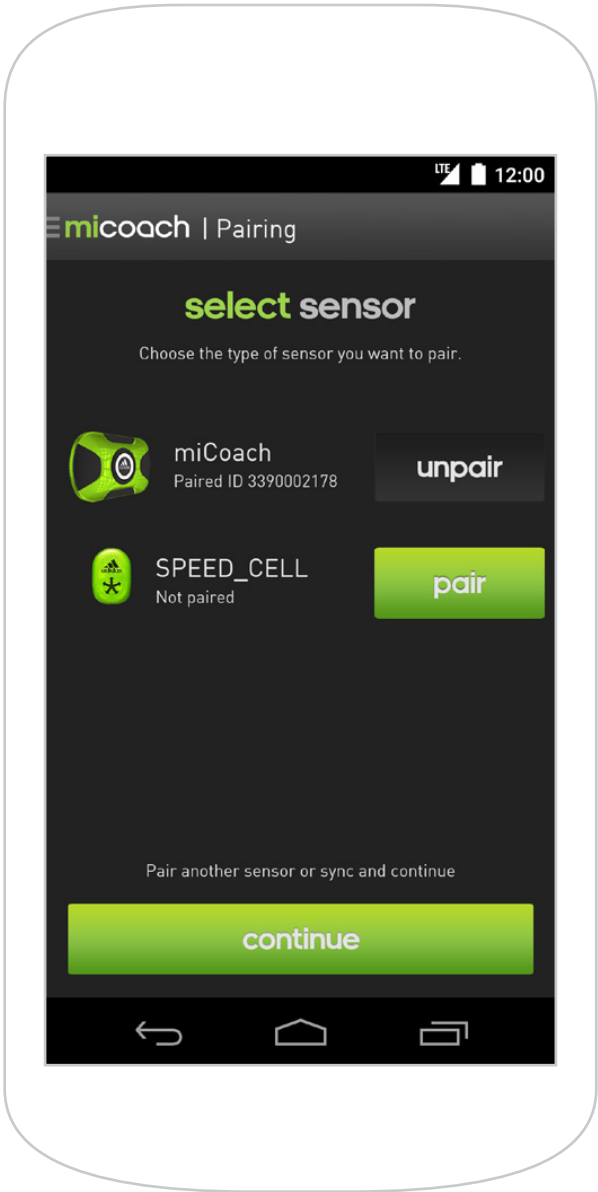 LTE 12:00
micoach | Pairing
select sensor
Choose the type of sensor you want to pair.
miCoach
Paired ID 3390002178
unpair
adidas
SPEED_CELL
Not paired
pair
Pair another sensor or sync and continue
continue